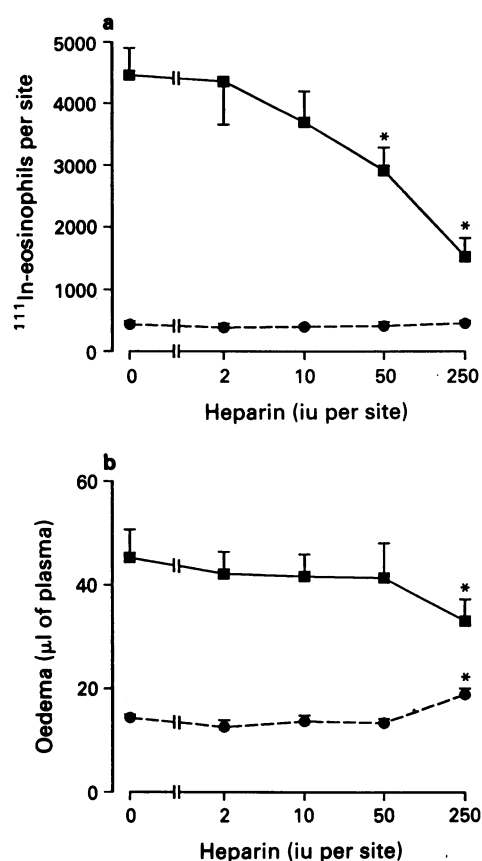 a
5000
4000
3000
2000
1000
0
¹¹¹In-eosinophils per site
*
*
0 2 10 50 250
Heparin (iu per site)
b
60
40
20
0
Oedema (μl of plasma)
*
*
0 2 10 50 250
Heparin (iu per site)